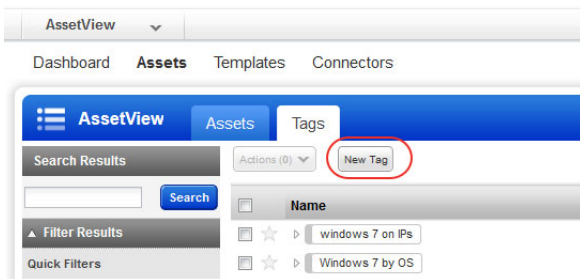 AssetView
Dashboard Assets Templates Connectors
AssetView Assets Tags
Search Results Actions (0) New Tag
Search Name
Filter Results windows 7 on IPs
Quick Filters Windows 7 by OS